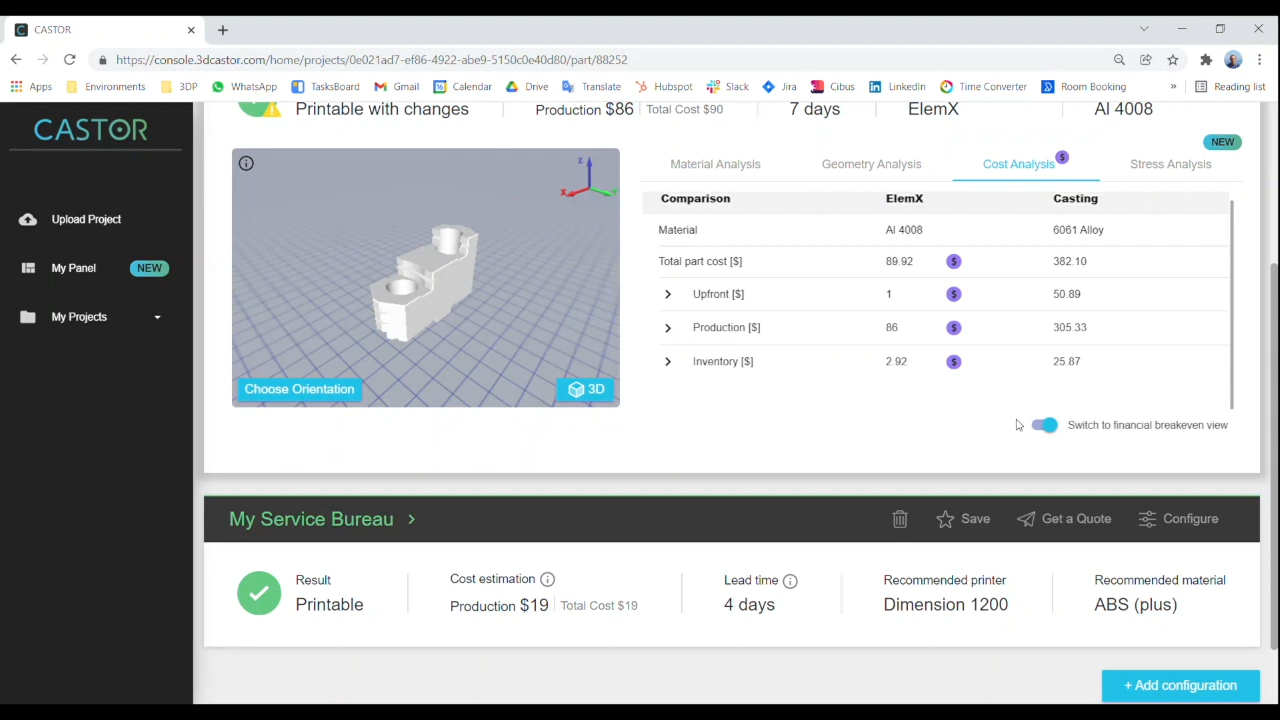 CASTOR
https://console.3dcastor.com/home/projects/0e021ad7-ef86-4922-abe9-5150c0e40d80/part/88252
Apps Environments 3DP WhatsApp TasksBoard Gmail Calendar Drive Translate Hubspot Slack Jira Cibus LinkedIn Time Converter Room Booking » Reading list
CASTOR
Upload Project
My Panel NEW
My Projects
Printable with changes Production $86 Total Cost $90 7 days ElemX Al 4008
Z
X
Choose Orientation
3D
NEW
Material Analysis Geometry Analysis Cost Analysis $ Stress Analysis
Comparison ElemX Casting
Material Al 4008 6061 Alloy
Total part cost [$] 89.92 $ 382.10
Upfront [$] 1 $ 50.89
Production [$] 86 $ 305.33
Inventory [$] 2.92 $ 25.87
Switch to financial breakeven view
My Service Bureau > Save Get a Quote Configure
Result Cost estimation Lead time Recommended printer Recommended material
Printable Production $19 Total Cost $19 4 days Dimension 1200 ABS (plus)
+ Add configuration